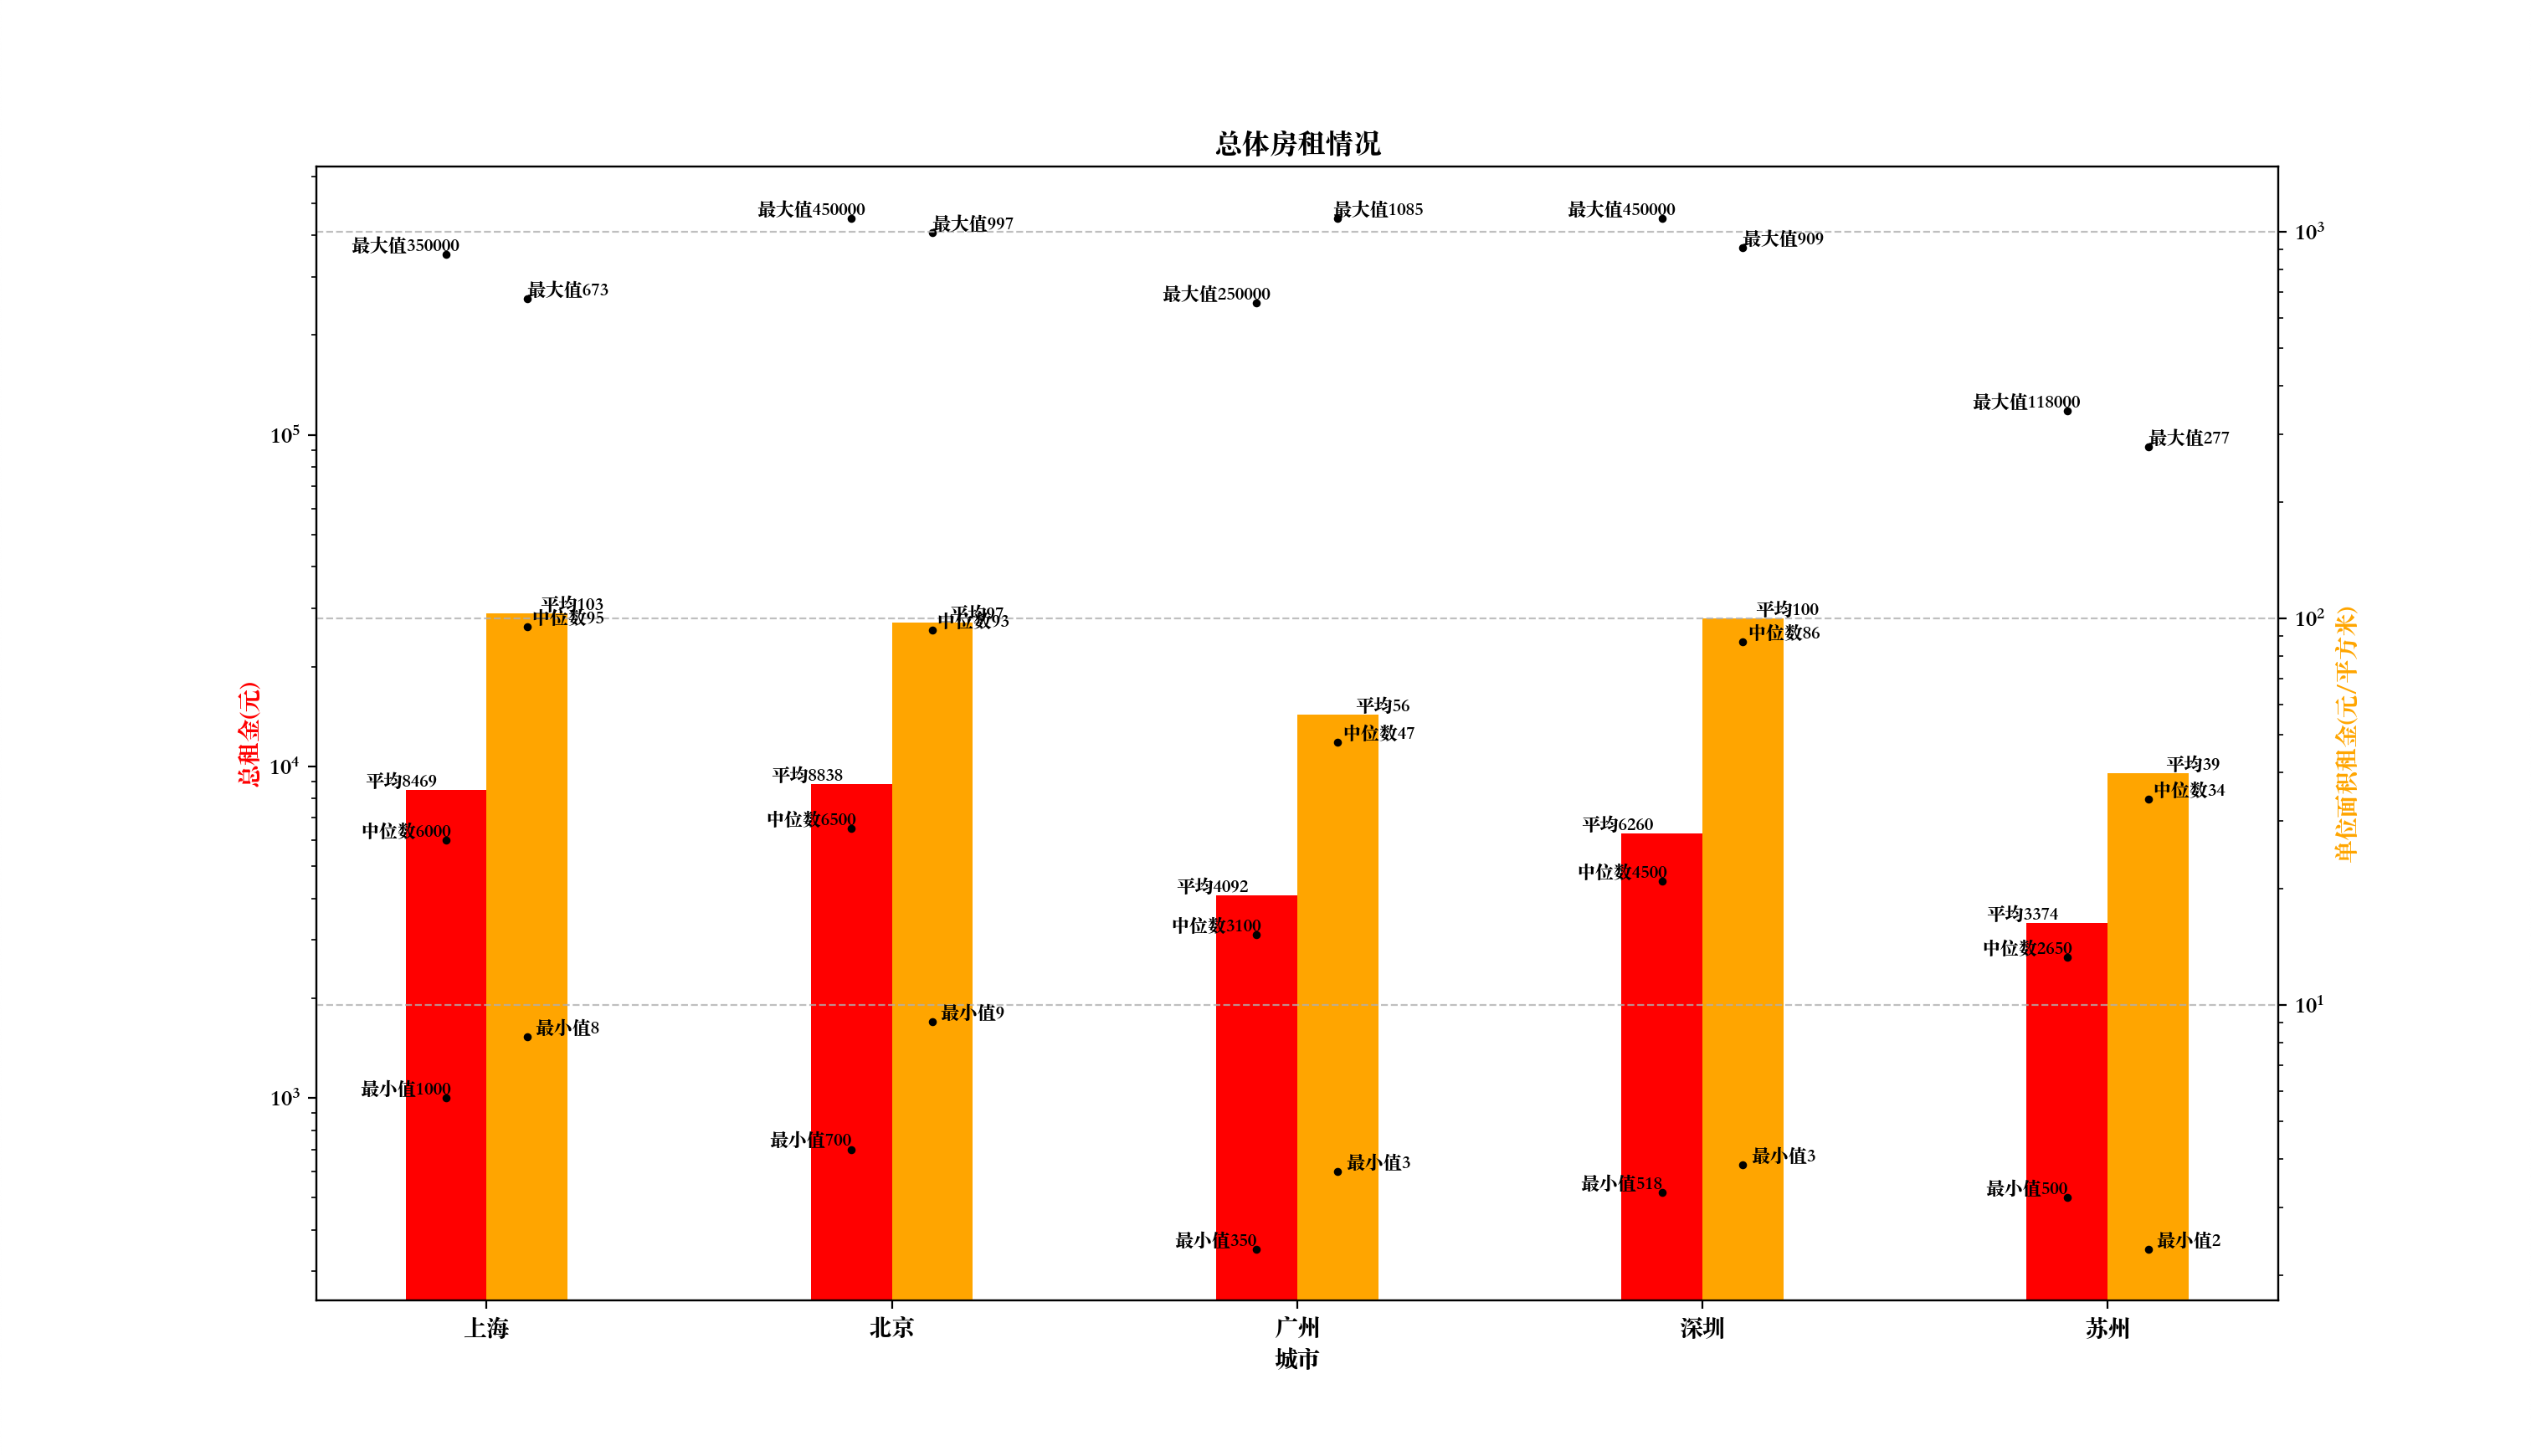 总体房租情况
最大值450000
最大值1085
最大值450000
最大值997
最大值909
最大值350000
最大值673
最大值250000
最大值118000
最大值277
10³
10⁵
平均103
中位数95
平均97
中位数93
平均100
中位数86
10²
平均56
中位数47
平均39
中位数34
10⁴
平均8469
平均8838
中位数6000
中位数6500
平均6260
中位数4500
平均4092
中位数3100
平均3374
中位数2650
10¹
最小值9
最小值8
最小值1000
10³
最小值700
最小值3
最小值3
最小值518
最小值500
最小值350
最小值2
总租金(元)
单位面积租金(元/平方米)
上海
北京
广州
深圳
苏州
城市